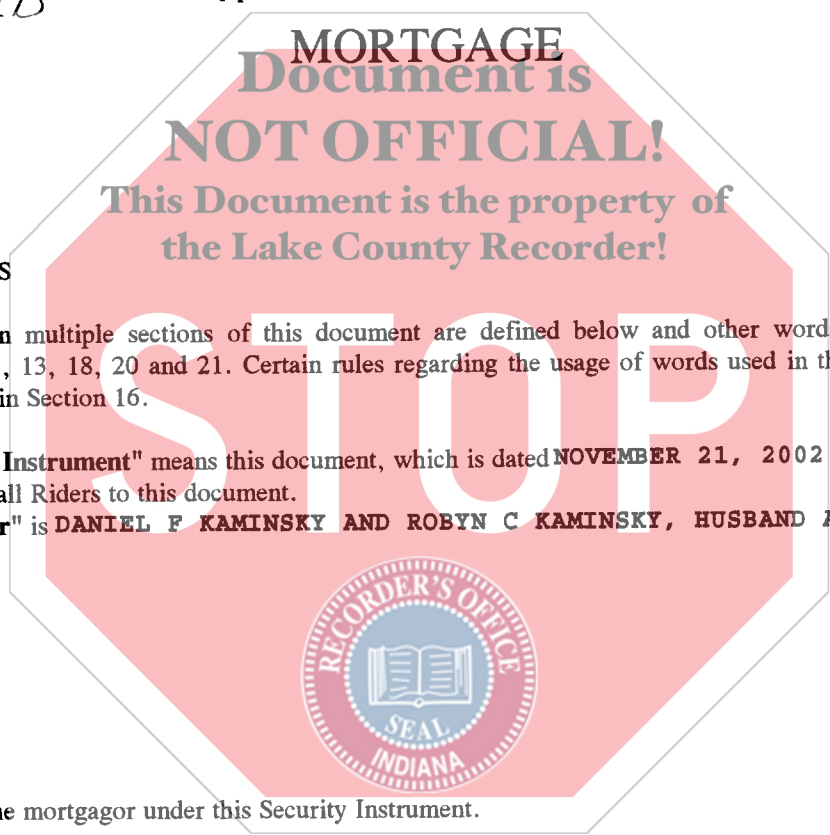 MORTGAGE
Document is
NOT OFFICIAL!
This Document is the property of
the Lake County Recorder!
S
n multiple sections of this document are defined below and other word
, 13, 18, 20 and 21. Certain rules regarding the usage of words used in th
in Section 16.
STOP
Instrument" means this document, which is dated NOVEMBER 21, 2002
all Riders to this document.
r" is DANIEL F KAMINSKY AND ROBYN C KAMINSKY, HUSBAND A
RECORDER'S OFFICE
SEAL
INDIANA
e mortgagor under this Security Instrument.